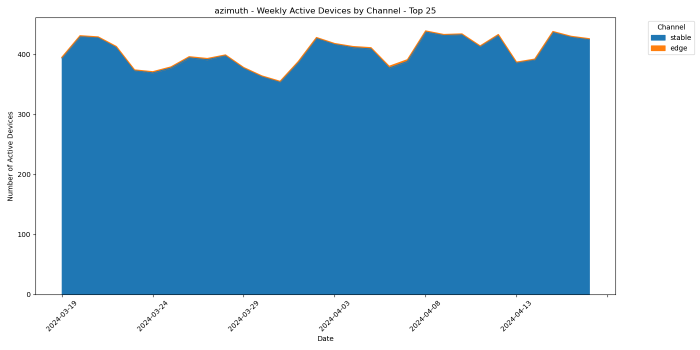 azimuth - Weekly Active Devices by Channel - Top 25
Channel
stable
edge
Number of Active Devices
400
300
200
100
0
2024-03-19
2024-03-24
2024-03-29
2024-04-03
2024-04-08
2024-04-13
Date